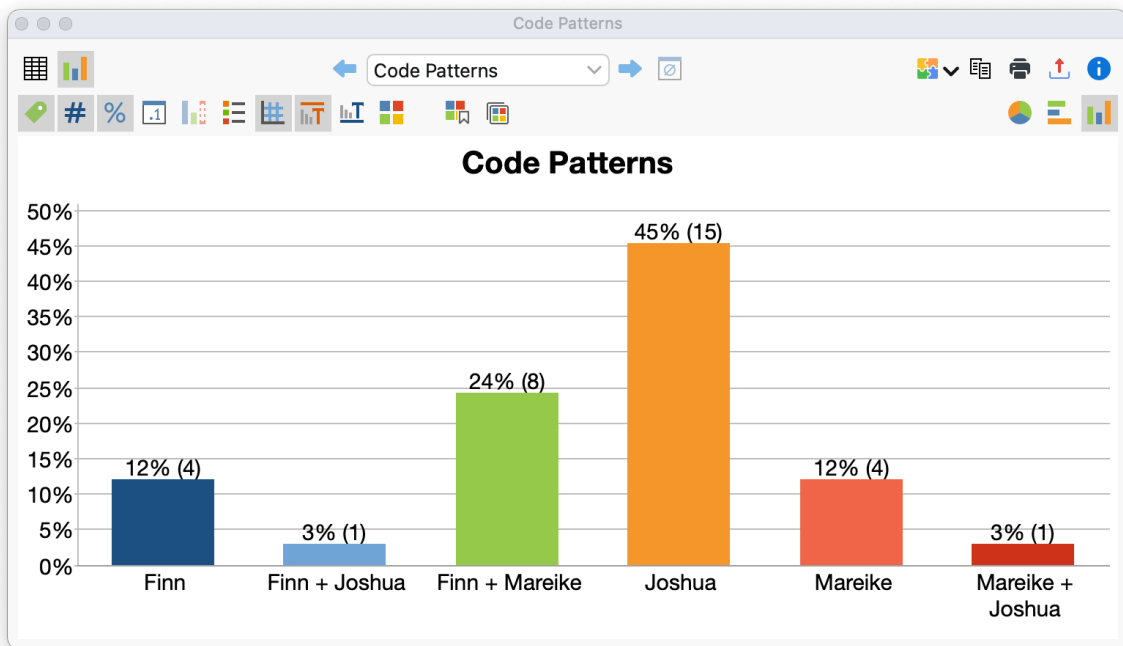 Code Patterns
Code Patterns
# % .1
Code Patterns
50%
45%
40%
35%
30%
25%
20%
15%
10%
5%
0%
12% (4)
3% (1)
24% (8)
45% (15)
12% (4)
3% (1)
Finn
Finn + Joshua
Finn + Mareike
Joshua
Mareike
Mareike +
Joshua